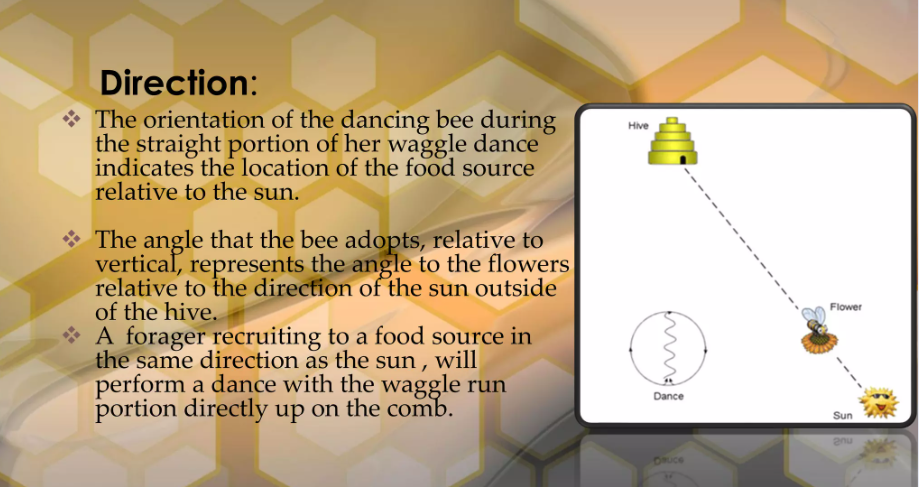 Direction:
❖ The orientation of the dancing bee during
the straight portion of her waggle dance
indicates the location of the food source
relative to the sun.
❖ The angle that the bee adopts, relative to
vertical, represents the angle to the flowers
relative to the direction of the sun outside
of the hive.
❖ A forager recruiting to a food source in
the same direction as the sun , will
perform a dance with the waggle run
portion directly up on the comb.
Hive
Flower
Dance
Sun